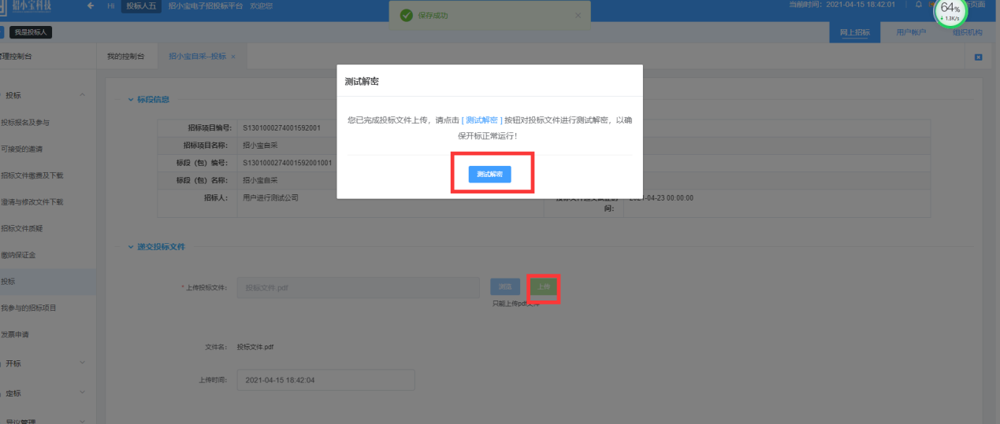 招小宝科技
Hi 投标人五 招小宝电子招投标平台 欢迎您
保存成功
当前时间：2021-04-15 18:42:01
页面
64%
1.3K/s
我是投标人
网上招标 用户帐户 组织机构
理控制台
我的控制台 招小宝自采--投标
投标
投标报名及参与
可接受的邀请
招标文件缴费及下载
澄清与修改文件下载
招标文件质疑
缴纳保证金
投标
我参与的招标项目
发票申请
开标
定标
异议管理
标段信息
招标项目编号: S1301000274001592001
招标项目名称: 招小宝自采
标段（包）编号: S1301000274001592001001
标段（包）名称: 招小宝自采
招标人: 用户进行测试公司
间:
2021-04-23 00:00:00
测试解密
您已完成投标文件上传，请点击 [ 测试解密 ] 按钮对投标文件进行测试解密，以确
保开标正常运行！
测试解密
递交投标文件
* 上传投标文件: 投标文件.pdf 浏览 上传
只能上传pdf文件
文件名: 投标文件.pdf
上传时间: 2021-04-15 18:42:04